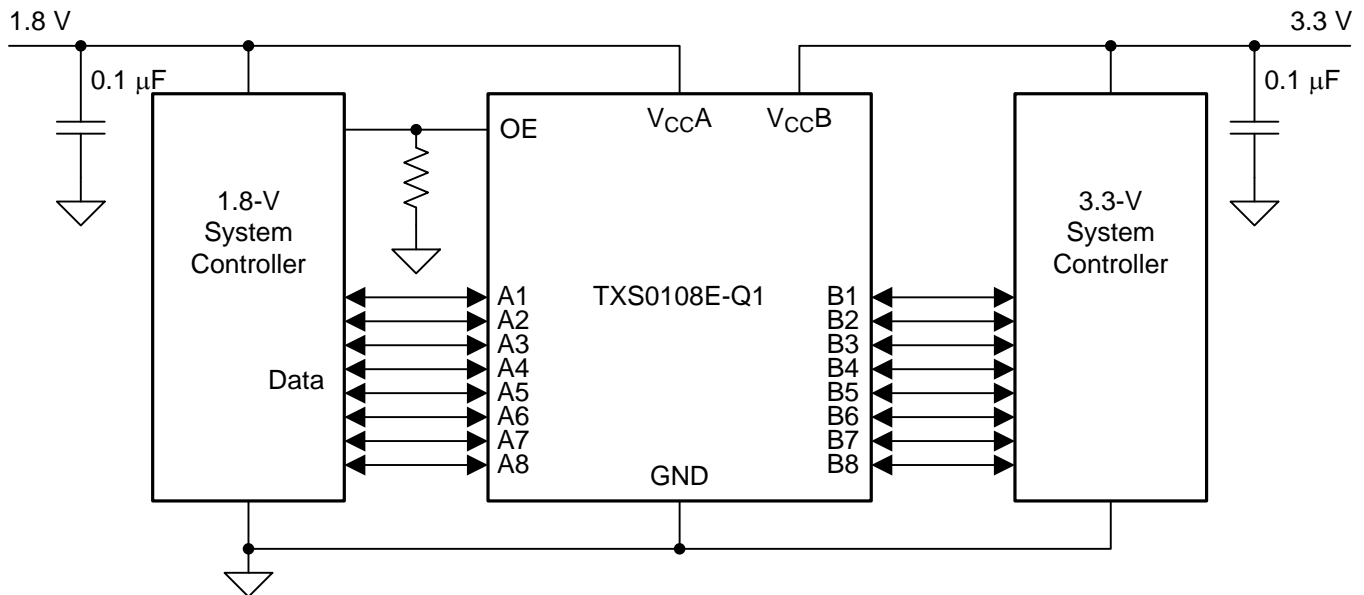 1.8 V
3.3 V
0.1 μF
0.1 μF
VCCA
VCCB
OE
1.8-V
System
Controller
3.3-V
System
Controller
TXS0108E-Q1
Data
A1
A2
A3
A4
A5
A6
A7
A8
B1
B2
B3
B4
B5
B6
B7
B8
GND